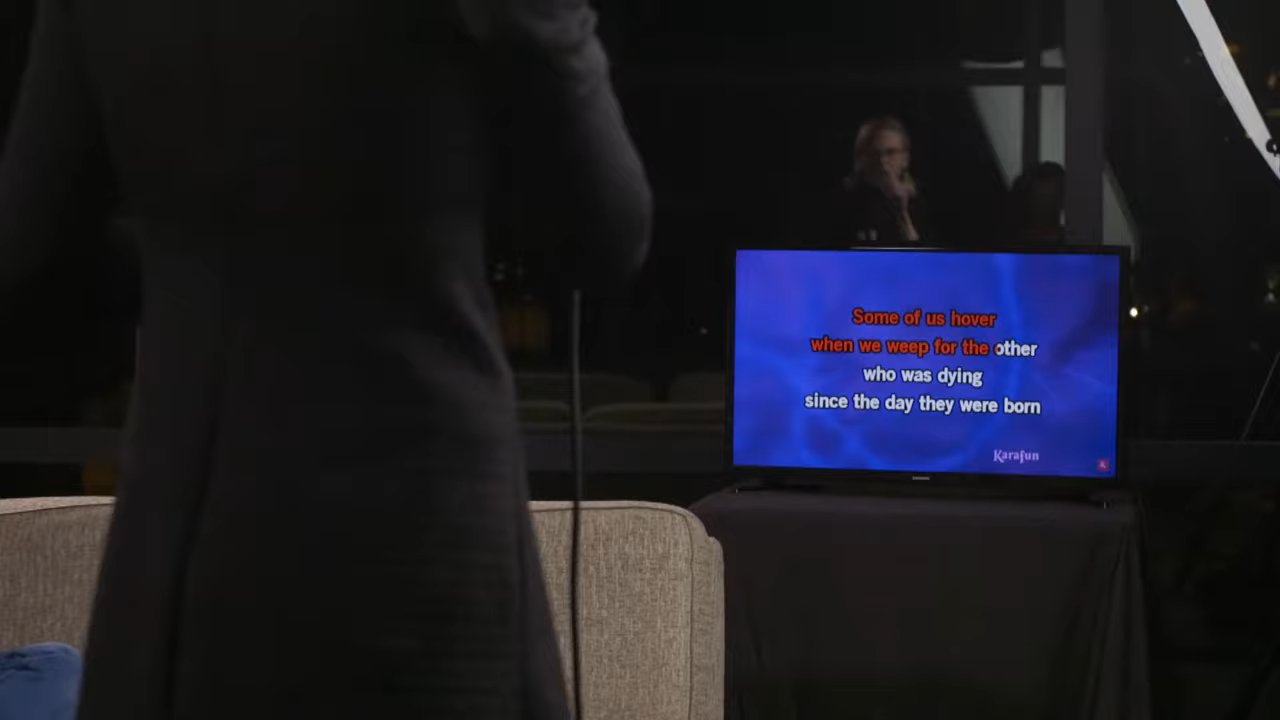 Some of us hover
when we weep for the other
who was dying
since the day they were born
Karafun
K